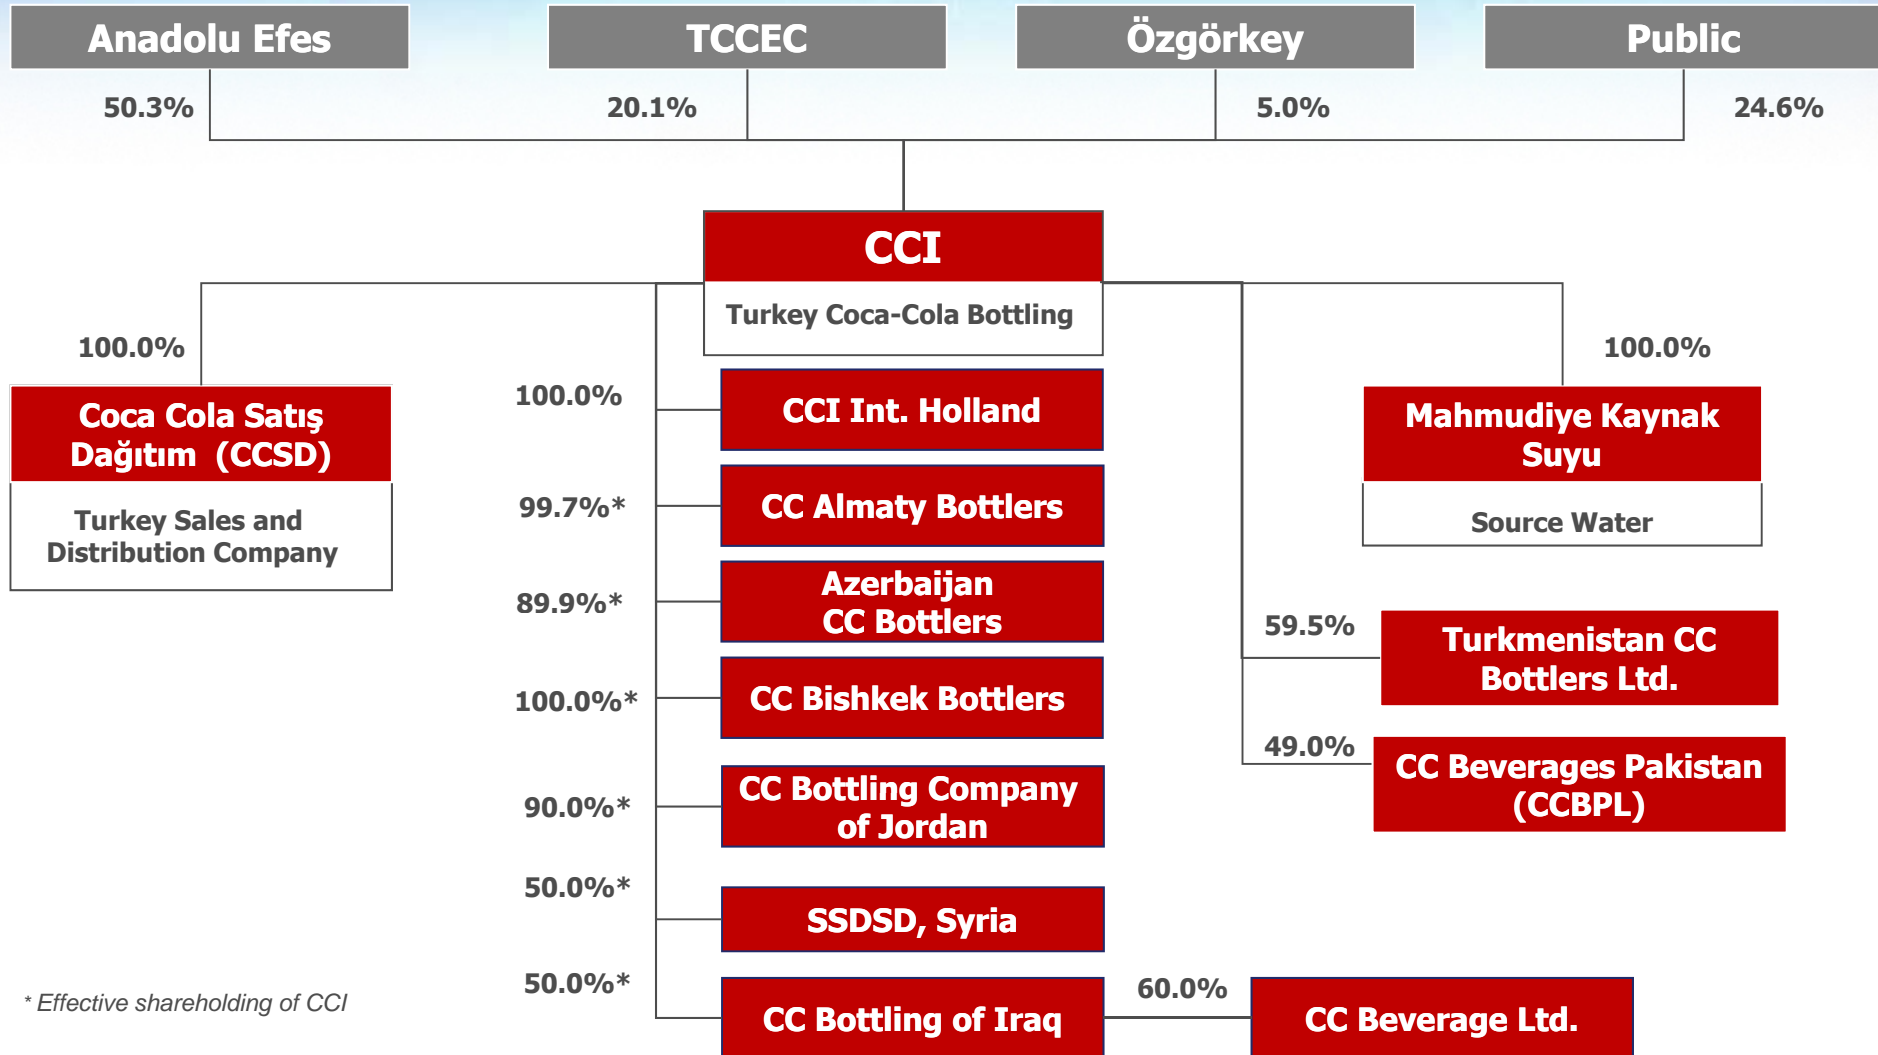 Anadolu Efes
TCCEC
Özgörkey
Public
50.3%
20.1%
5.0%
24.6%
CCI
Turkey Coca-Cola Bottling
100.0%
Coca Cola Satış
Dağıtım (CCSD)
Turkey Sales and
Distribution Company
100.0%
CCI Int. Holland
99.7%*
CC Almaty Bottlers
89.9%*
Azerbaijan
CC Bottlers
100.0%*
CC Bishkek Bottlers
90.0%*
CC Bottling Company
of Jordan
50.0%*
SSDSD, Syria
50.0%*
CC Bottling of Iraq
60.0%
CC Beverage Ltd.
100.0%
Mahmudiye Kaynak
Suyu
Source Water
59.5%
Turkmenistan CC
Bottlers Ltd.
49.0%
CC Beverages Pakistan
(CCBPL)
* Effective shareholding of CCI